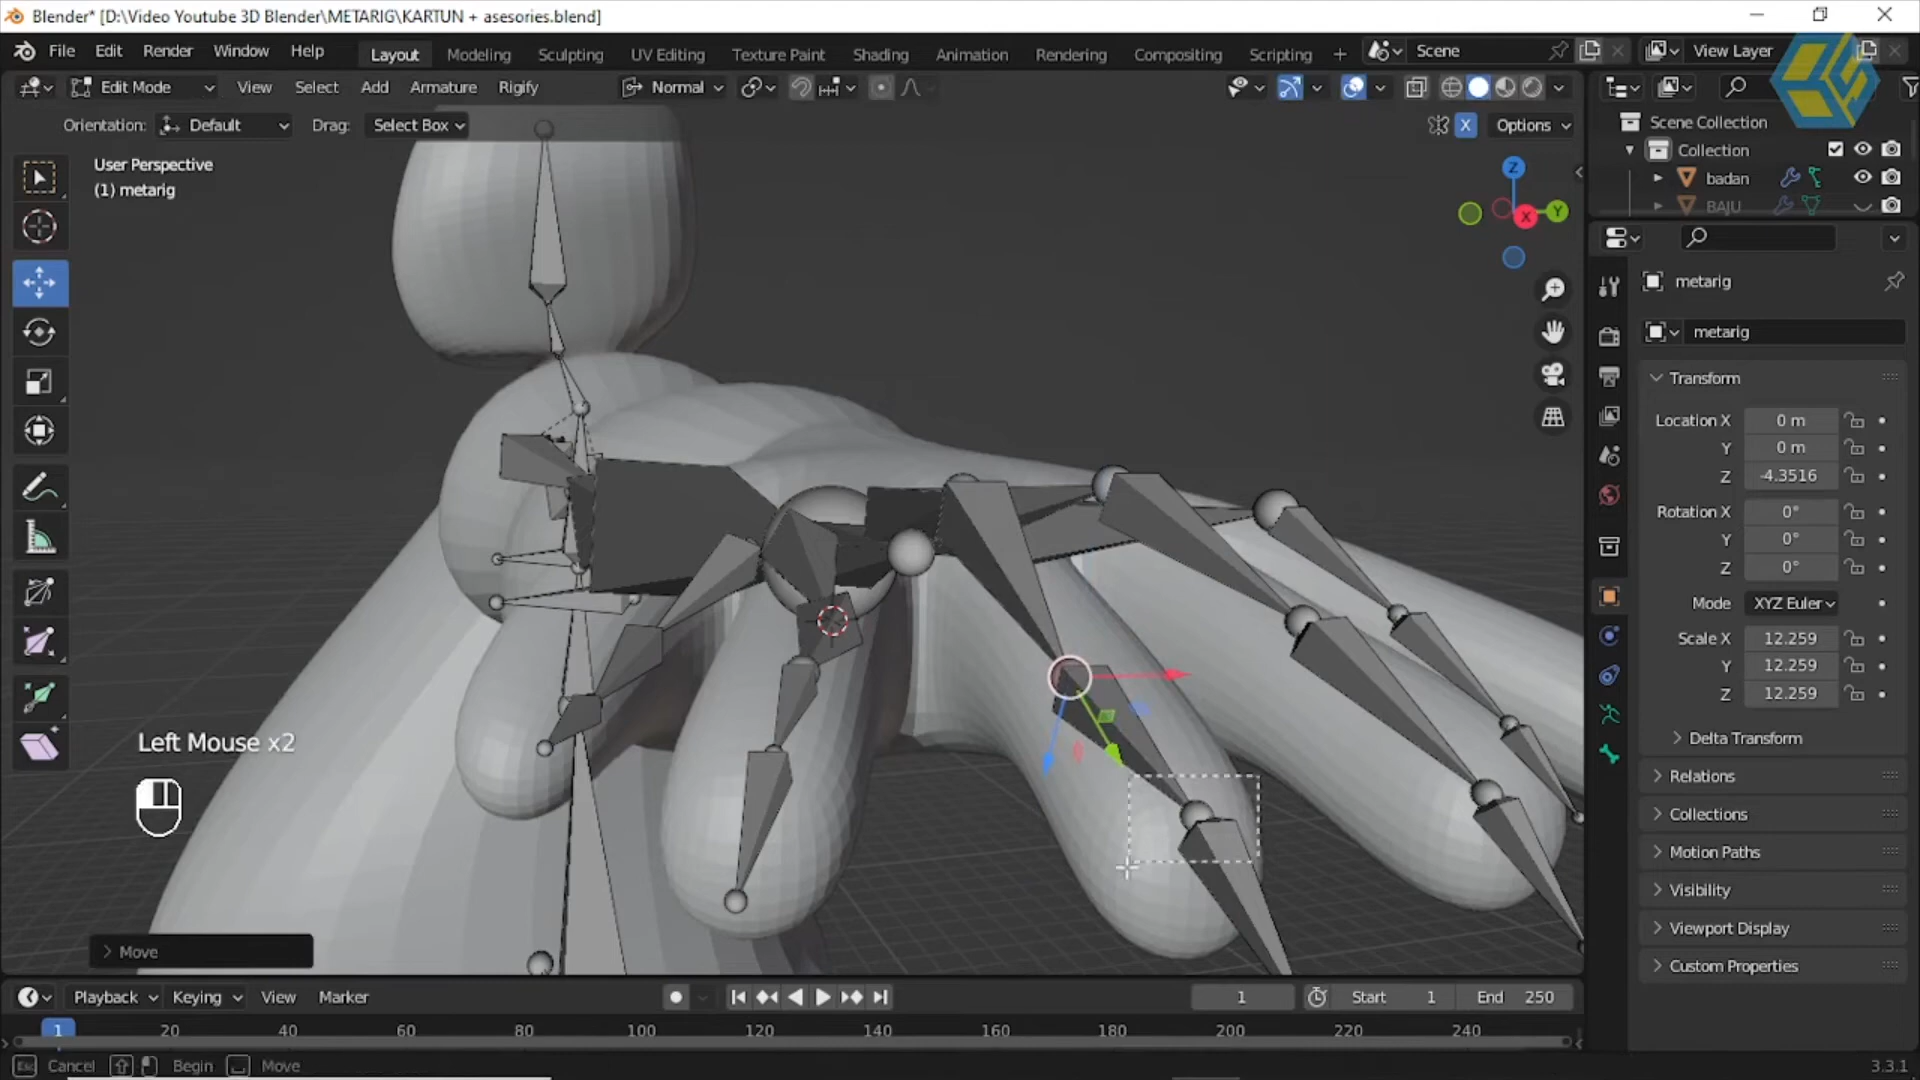 Blender* [D:\Video Youtube 3D Blender\METARIG\KARTUN + asesories.blend]
File Edit Render Window Help Layout Modeling Sculpting UV Editing Texture Paint Shading Animation Rendering Compositing Scripting + Scene View Layer
Edit Mode View Select Add Armature Rigify Normal
Orientation: Default Drag: Select Box X Options
Scene Collection
Collection
badan
BAJU
User Perspective
(1) metarig
Z
Y
X
metarig
metarig
Transform
Location X 0 m
Y 0 m
Z -4.3516
Rotation X 0°
Y 0°
Z 0°
Mode XYZ Euler
Scale X 12.259
Y 12.259
Z 12.259
Delta Transform
Relations
Collections
Motion Paths
Visibility
Viewport Display
Custom Properties
Left Mouse x2
Move
Playback Keying View Marker 1 Start 1 End 250
1 20 40 60 80 100 120 140 160 180 200 220 240
Esc Cancel Begin Move 3.3.1